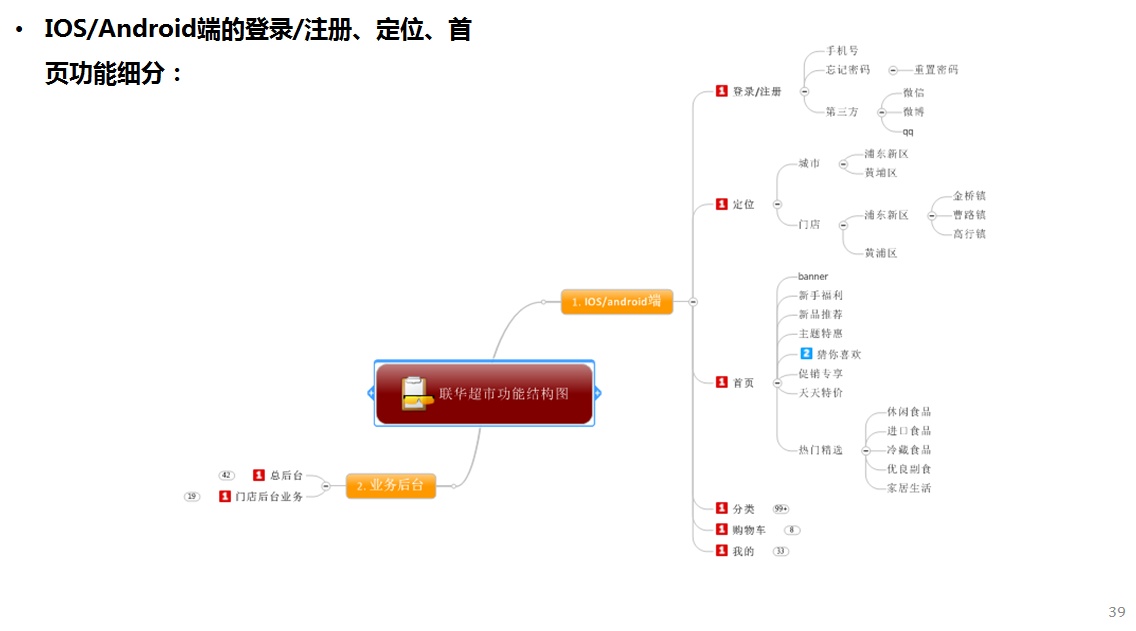 • IOS/Android端的登录/注册、定位、首
页功能细分：
手机号
忘记密码
重置密码
1 登录/注册
微信
第三方
微博
qq
浦东新区
城市
黄埔区
金桥镇
1 定位
浦东新区
曹路镇
门店
高行镇
黄浦区
banner
新手福利
1. IOS/android端
新品推荐
主题特惠
2 猜你喜欢
促销专享
1 首页
天天特价
联华超市功能结构图
休闲食品
进口食品
热门精选
冷藏食品
优良副食
家居生活
42 1 总后台
2. 业务后台
19 1 门店后台业务
1 分类 99+
1 购物车 8
1 我的 33
39